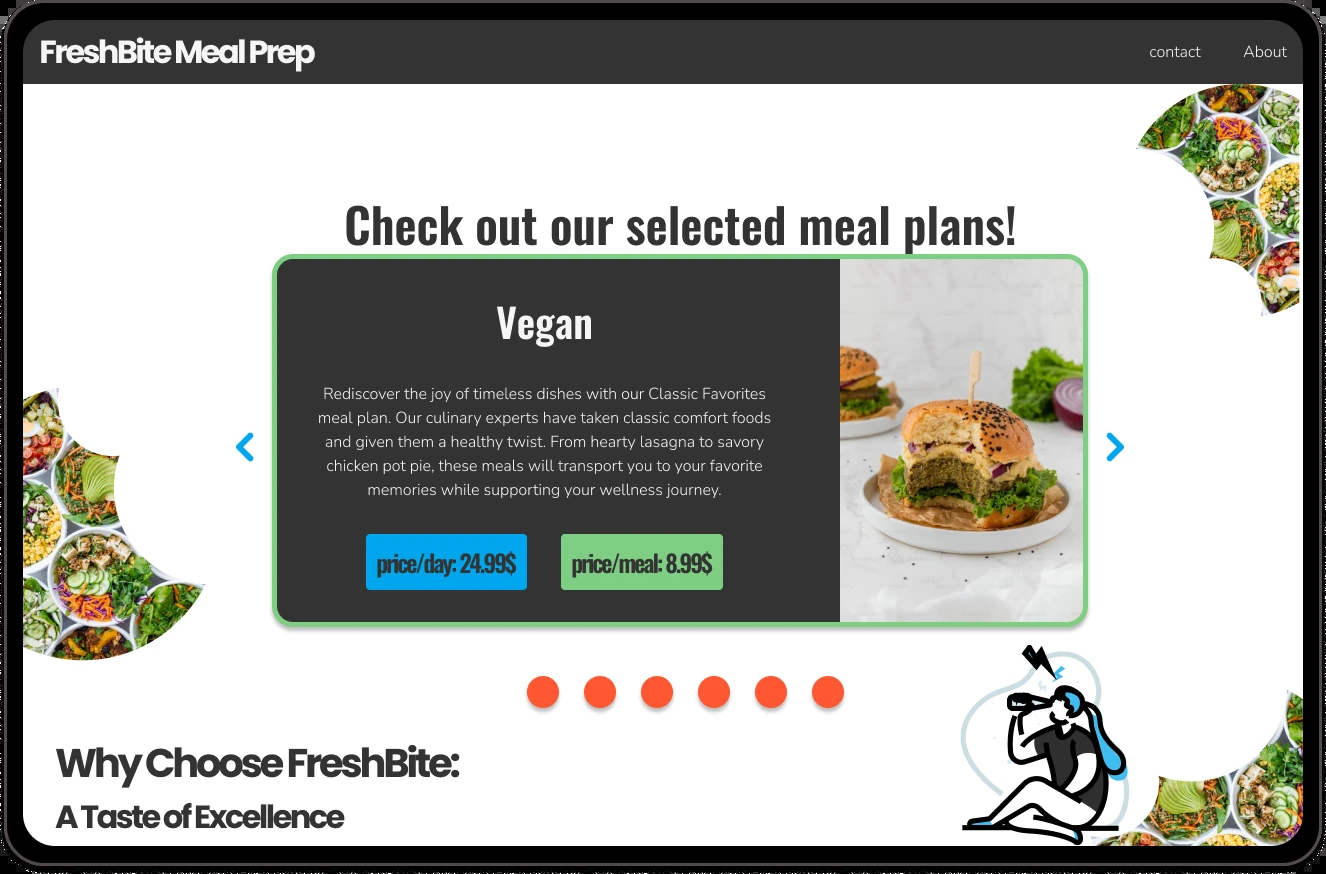 FreshBite Meal Prep
contact
About
Check out our selected meal plans!
Vegan
Rediscover the joy of timeless dishes with our Classic Favorites
meal plan. Our culinary experts have taken classic comfort foods
and given them a healthy twist. From hearty lasagna to savory
chicken pot pie, these meals will transport you to your favorite
memories while supporting your wellness journey.
price/day: 24.99$
price/meal: 8.99$
Why Choose FreshBite:
A Taste of Excellence